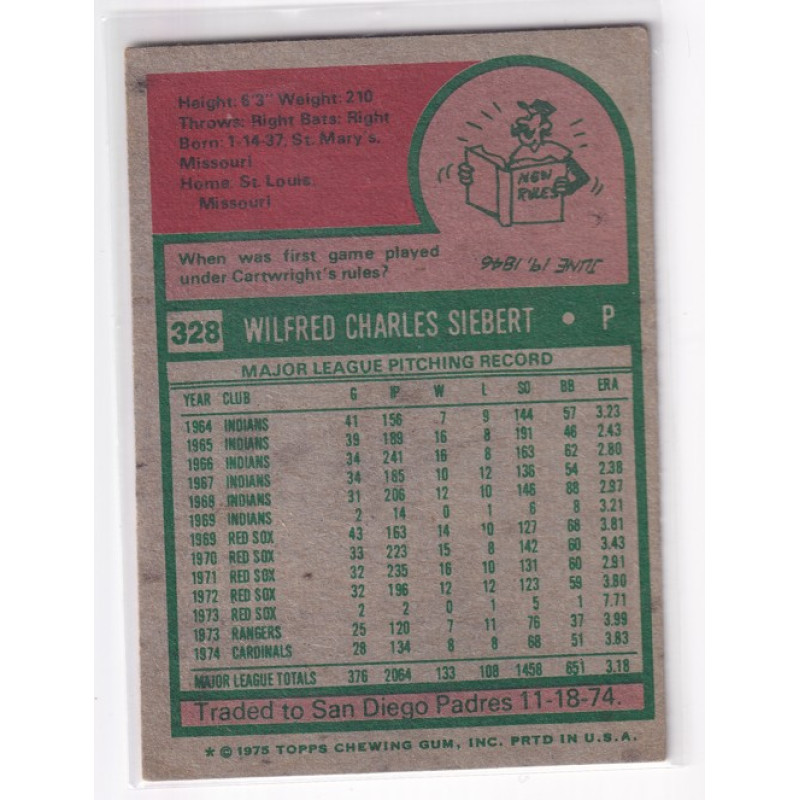 Height: 6'3" Weight: 210
Throws: Right Bats: Right
Born: 1-14-37, St. Mary's,
Missouri
Home: St. Louis,
Missouri
NEW
RULES
When was first game played
under Cartwright's rules?
JUNE 19, 1846
328 WILFRED CHARLES SIEBERT • P
MAJOR LEAGUE PITCHING RECORD
YEAR CLUB G IP W L SO BB ERA
1964 INDIANS 41 156 7 9 144 57 3.23
1965 INDIANS 39 189 16 8 191 46 2.43
1966 INDIANS 34 241 16 8 163 62 2.80
1967 INDIANS 34 185 10 12 136 54 2.38
1968 INDIANS 31 206 12 10 146 88 2.97
1969 INDIANS 2 14 0 1 6 8 3.21
1969 RED SOX 43 163 14 10 127 68 3.81
1970 RED SOX 33 223 15 8 142 60 3.43
1971 RED SOX 32 235 16 10 131 60 2.91
1972 RED SOX 32 196 12 12 123 59 3.80
1973 RED SOX 2 2 0 1 5 1 7.71
1973 RANGERS 25 120 7 11 76 37 3.99
1974 CARDINALS 28 134 8 8 68 51 3.83
MAJOR LEAGUE TOTALS 376 2064 133 108 1458 651 3.18
Traded to San Diego Padres 11-18-74.
* © 1975 TOPPS CHEWING GUM, INC. PRTD IN U.S.A.